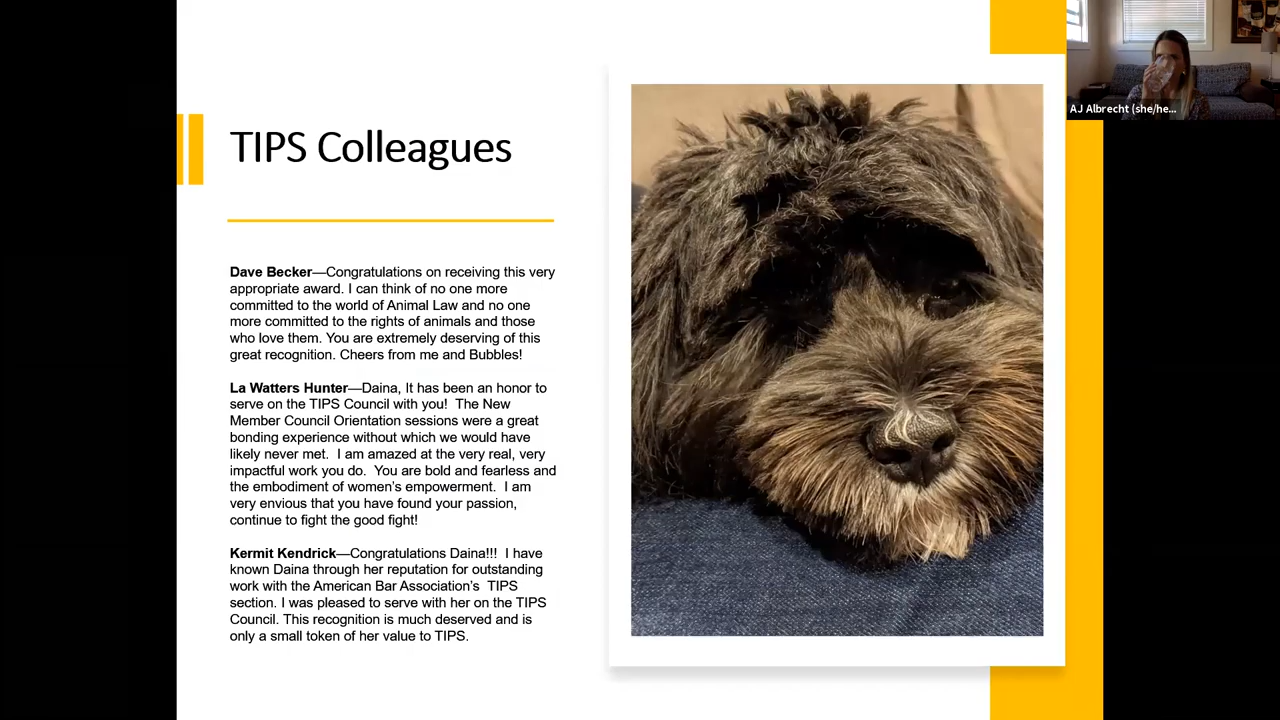 AJ Albrecht (she/he...
TIPS Colleagues
Dave Becker—Congratulations on receiving this very
appropriate award. I can think of no one more
committed to the world of Animal Law and no one
more committed to the rights of animals and those
who love them. You are extremely deserving of this
great recognition. Cheers from me and Bubbles!
La Watters Hunter—Daina, It has been an honor to
serve on the TIPS Council with you!  The New
Member Council Orientation sessions were a great
bonding experience without which we would have
likely never met.  I am amazed at the very real, very
impactful work you do.  You are bold and fearless and
the embodiment of women's empowerment.  I am
very envious that you have found your passion,
continue to fight the good fight!
Kermit Kendrick—Congratulations Daina!!!  I have
known Daina through her reputation for outstanding
work with the American Bar Association's  TIPS
section. I was pleased to serve with her on the TIPS
Council. This recognition is much deserved and is
only a small token of her value to TIPS.